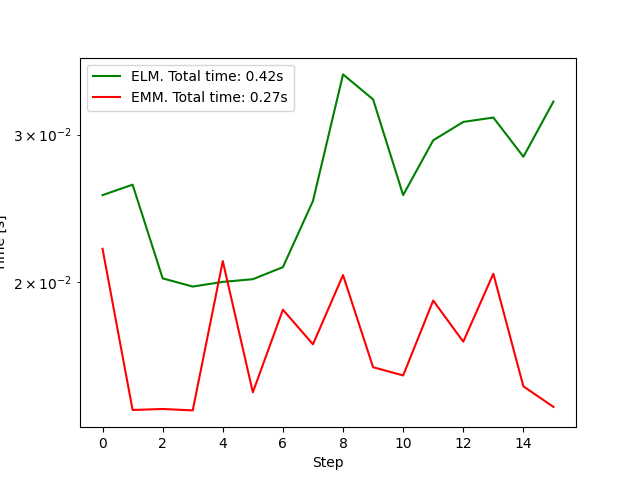 ELM. Total time: 0.42s
EMM. Total time: 0.27s
3 × 10⁻²
2 × 10⁻²
[s]
0 2 4 6 8 10 12 14
Step